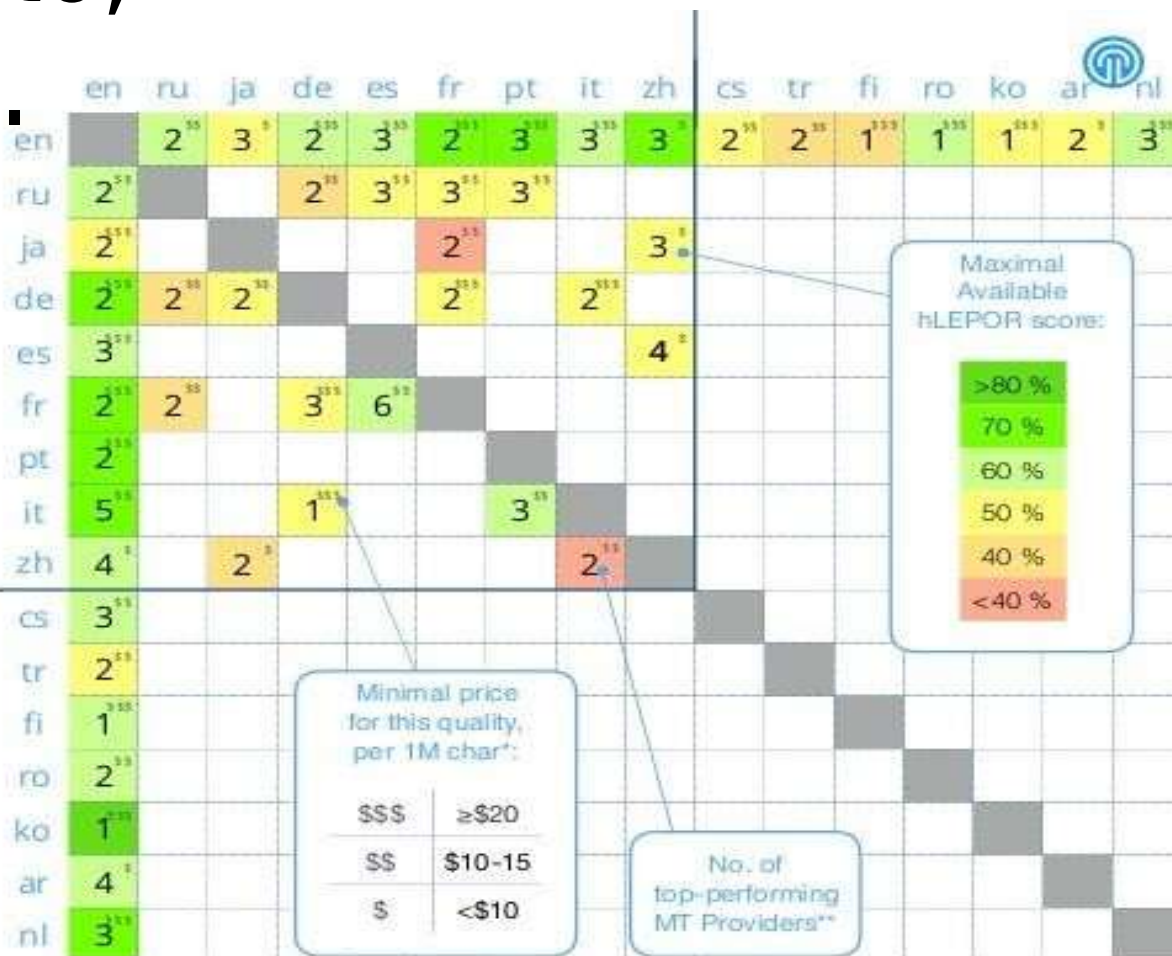 en ru ja de es fr pt it zh cs tr fi ro ko ar nl
en 2$$ 3$ 2$$$ 3$$$ 2$$$ 3$$$ 3$$$ 3$ 2$$ 2$$ 1$$$ 1$$$ 1$$$ 2$ 3$$$
ru 2$$ 2$$ 3$$ 3$$ 3$$
ja 2$$$ 2$$ 3$
de 2$$$ 2$$ 2$$ 2$$$ 2$$$
es 3$$ 4$
fr 2$$$ 2$$ 3$$$ 6$$
pt 2$$$
it 5$$ 1$$$ 3$$
zh 4$ 2$ 2$$
cs 3$$
tr 2$$
fi 1$$$
ro 2$$
ko 1$$$
ar 4$
nl 3$$$
Maximal
Available
hLEPOR score:
>80 %
70 %
60 %
50 %
40 %
<40 %
Minimal price
for this quality,
per 1M char*:
$$$ ≥$20
$$ $10-15
$ <$10
No. of
top-performing
MT Providers**